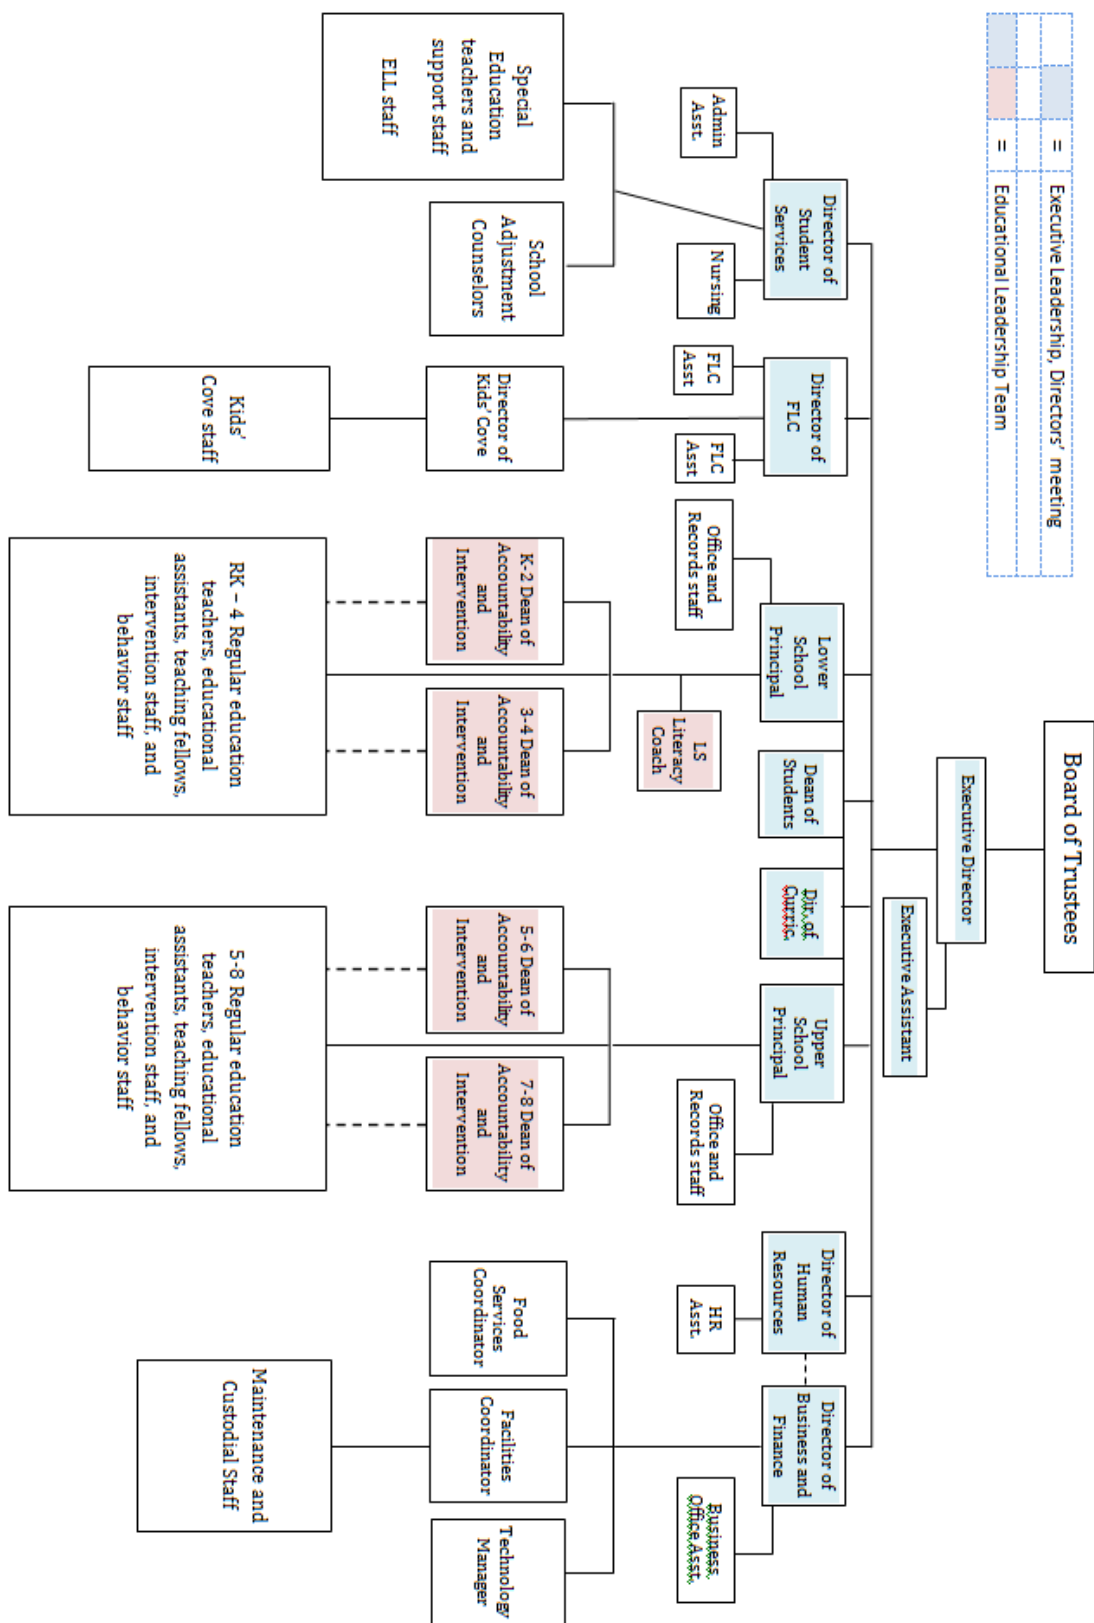 = Executive Leadership, Directors' meeting
= Educational Leadership Team
Board of Trustees
Executive Director
Executive Assistant
Director of
Student
Services
Director of
FLC
Lower
School
Principal
Dean of
Students
Dir. of
Curric.
Upper
School
Principal
Director of
Human
Resources
Director of
Business and
Finance
Admin
Asst.
Nursing
FLC
Asst
FLC
Asst
Office and
Records staff
LS
Literacy
Coach
Office and
Records staff
HR
Asst.
Business
Office Asst.
Special
Education
teachers and
support staff
ELL staff
School
Adjustment
Counselors
Director of
Kids' Cove
K-2 Dean of
Accountability
and
Intervention
3-4 Dean of
Accountability
and
Intervention
5-6 Dean of
Accountability
and
Intervention
7-8 Dean of
Accountability
and
Intervention
Food
Services
Coordinator
Facilities
Coordinator
Technology
Manager
Kids'
Cove staff
RK – 4 Regular education
teachers, educational
assistants, teaching fellows,
intervention staff, and
behavior staff
5-8 Regular education
teachers, educational
assistants, teaching fellows,
intervention staff, and
behavior staff
Maintenance and
Custodial Staff